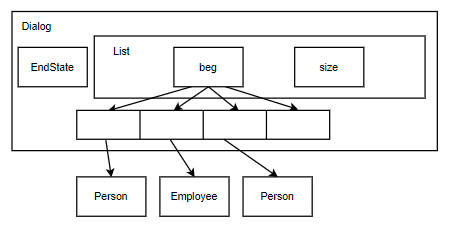 Dialog
EndState
List
beg
size
Person
Employee
Person